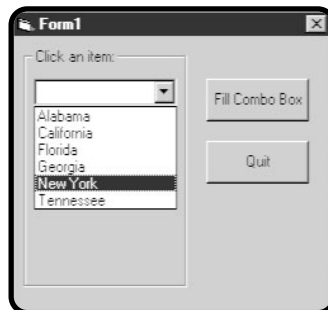 Form1
Click an item:
Alabama
California
Florida
Georgia
New York
Tennessee
Fill Combo Box
Quit